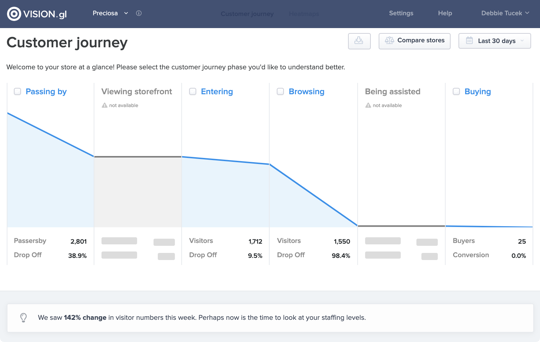 VISION.gl
Preciosa
Customer journey
Settings
Help
Debbie Tucek
Customer journey
Compare stores
Last 30 days
Welcome to your store at a glance! Please select the customer journey phase you'd like to understand better.
Passing by
Viewing storefront
not available
Entering
Browsing
Being assisted
not available
Buying
Passersby 2,801
Drop Off 38.9%
Visitors 1,712
Drop Off 9.5%
Visitors 1,550
Drop Off 98.4%
Buyers 25
Conversion 0.0%
We saw 142% change in visitor numbers this week. Perhaps now is the time to look at your staffing levels.